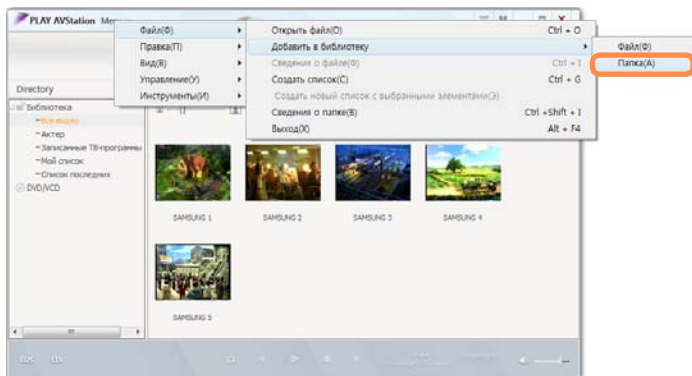 PLAY AVStation
Файл(Ф)
Правка(П)
Вид(В)
Управление(У)
Инструменты(И)
Открыть файл(О) Ctrl + O
Добавить в библиотеку
Сведения о файле(Ф) Ctrl + I
Создать список(С) Ctrl + G
Создать новый список с выбранными элементами(Э)
Сведения о папке(В) Ctrl +Shift + I
Выход(Х) Alt + F4
Файл(Ф)
Папка(А)
Directory
Библиотека
Все видео
Актер
Записанные ТВ-программы
Мой список
Список последних
DVD/VCD
SAMSUNG 1
SAMSUNG 2
SAMSUNG 3
SAMSUNG 4
SAMSUNG 5